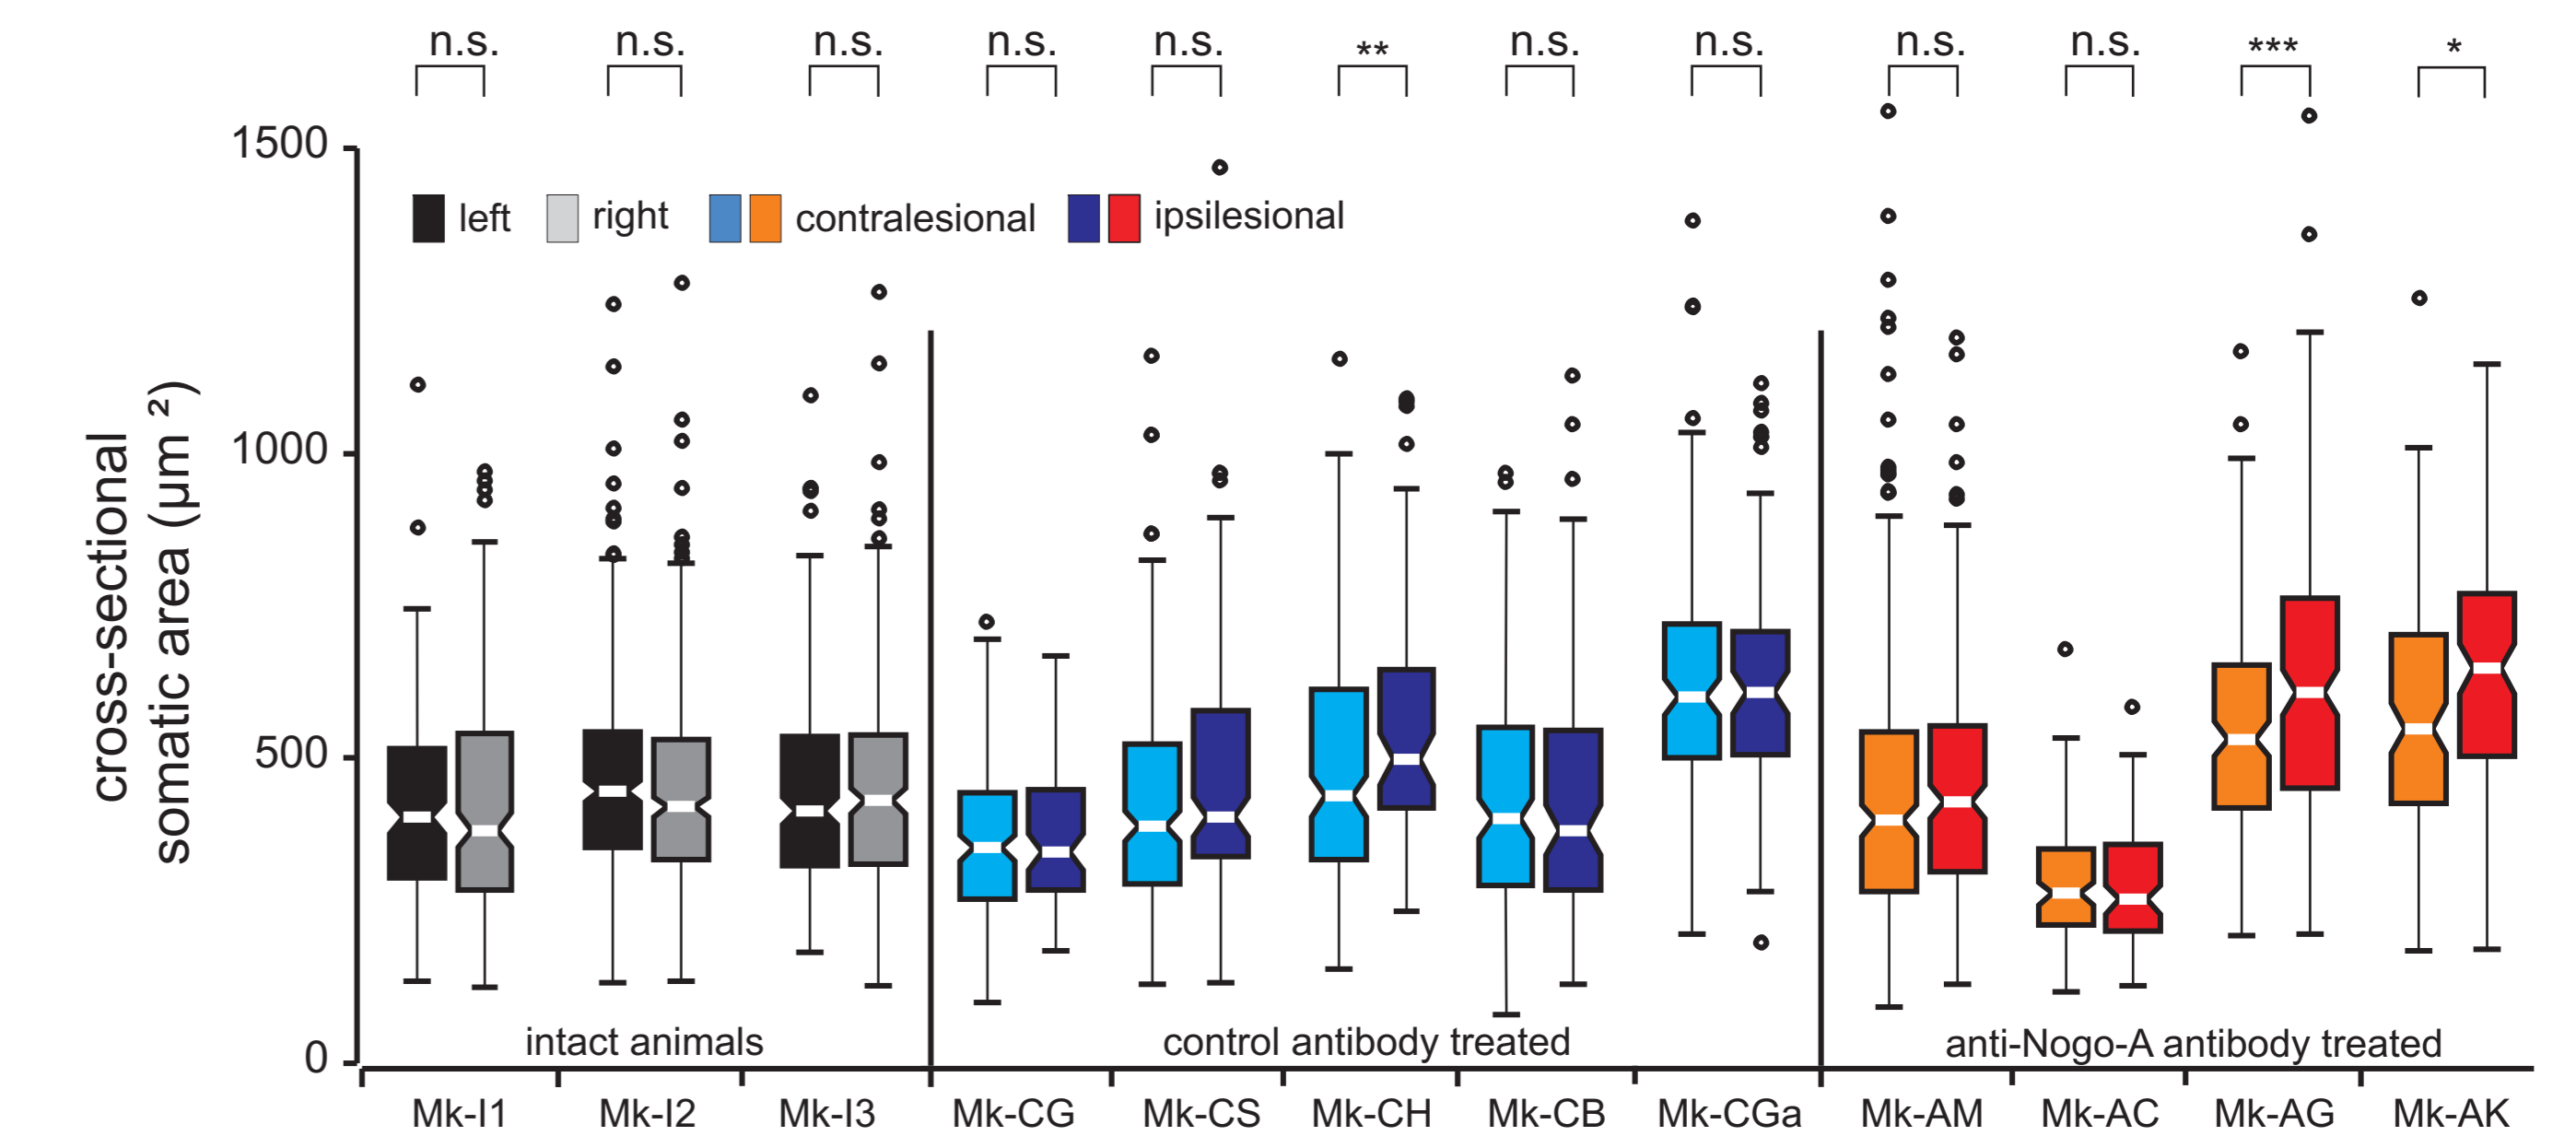 n.s. n.s. n.s. n.s. n.s. ** n.s. n.s. n.s. n.s. *** *
1500
left right contralesional ipsilesional
1000
cross-sectional
somatic area (µm ²)
500
0
intact animals control antibody treated anti-Nogo-A antibody treated
Mk-I1 Mk-I2 Mk-I3 Mk-CG Mk-CS Mk-CH Mk-CB Mk-CGa Mk-AM Mk-AC Mk-AG Mk-AK